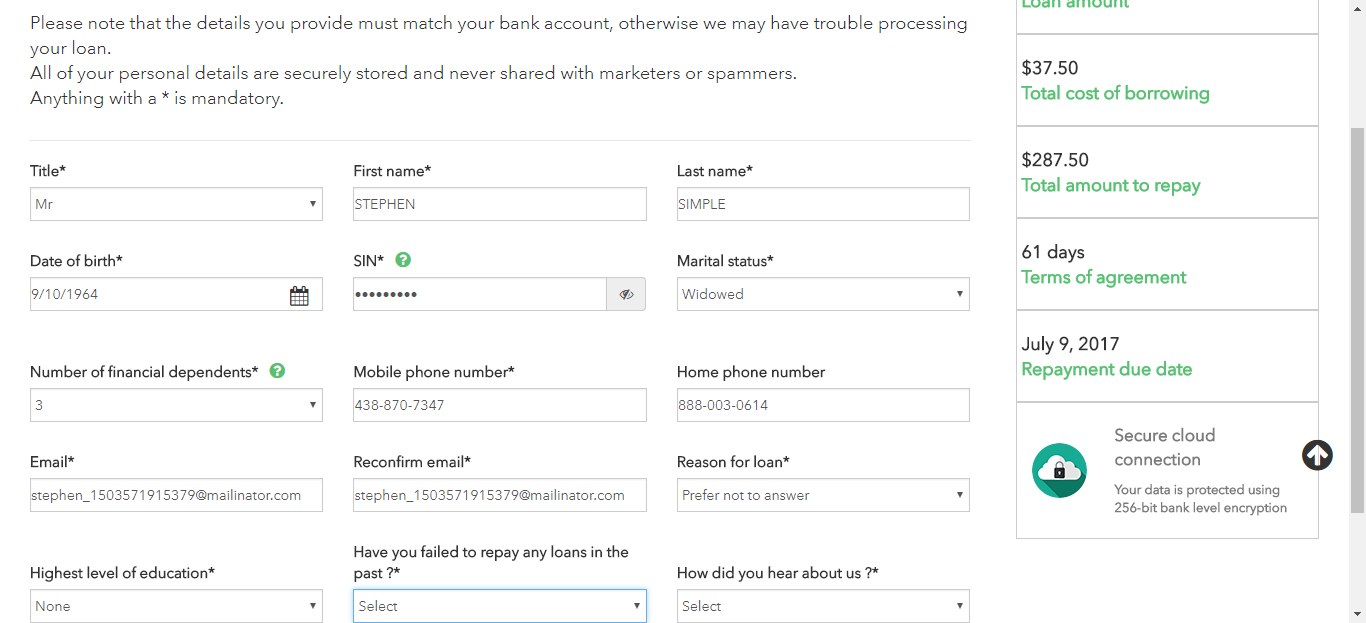 Please note that the details you provide must match your bank account, otherwise we may have trouble processing
your loan.
All of your personal details are securely stored and never shared with marketers or spammers.
Anything with a * is mandatory.
Title*
First name*
Last name*
Mr
STEPHEN
SIMPLE
Date of birth*
SIN* ?
Marital status*
9/10/1964
•••••••••
Widowed
Number of financial dependents* ?
Mobile phone number*
Home phone number
3
438-870-7347
888-003-0614
Email*
Reconfirm email*
Reason for loan*
stephen_1503571915379@mailinator.com
stephen_1503571915379@mailinator.com
Prefer not to answer
Highest level of education*
Have you failed to repay any loans in the
past ?*
How did you hear about us ?*
None
Select
Select
Loan amount
$37.50
Total cost of borrowing
$287.50
Total amount to repay
61 days
Terms of agreement
July 9, 2017
Repayment due date
Secure cloud
connection
Your data is protected using
256-bit bank level encryption